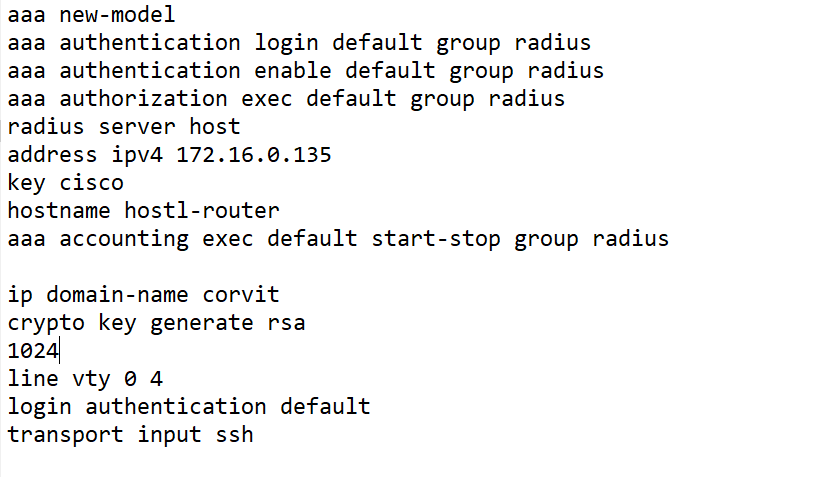 aaa new-model
aaa authentication login default group radius
aaa authentication enable default group radius
aaa authorization exec default group radius
radius server host
address ipv4 172.16.0.135
key cisco
hostname hostl-router
aaa accounting exec default start-stop group radius
ip domain-name corvit
crypto key generate rsa
1024
line vty 0 4
login authentication default
transport input ssh